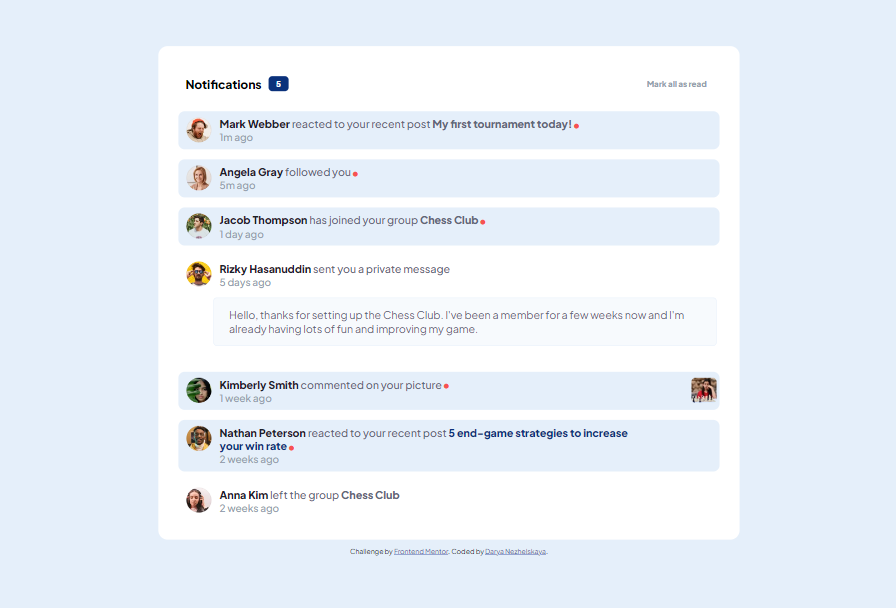 Notifications 5
Mark all as read
Mark Webber reacted to your recent post My first tournament today!
1m ago
Angela Gray followed you
5m ago
Jacob Thompson has joined your group Chess Club
1 day ago
Rizky Hasanuddin sent you a private message
5 days ago
Hello, thanks for setting up the Chess Club. I've been a member for a few weeks now and I'm
already having lots of fun and improving my game.
Kimberly Smith commented on your picture
1 week ago
Nathan Peterson reacted to your recent post 5 end-game strategies to increase
your win rate
2 weeks ago
Anna Kim left the group Chess Club
2 weeks ago
Challenge by Frontend Mentor. Coded by Darya Nezhelskaya.